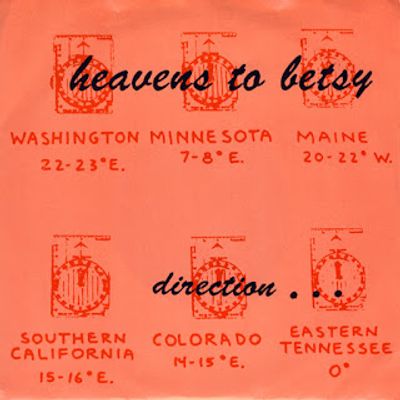 heavens to betsy
WASHINGTON MINNESOTA MAINE
22-23°E. 7-8°E. 20-22° W.
direction...
SOUTHERN CALIFORNIA COLORADO EASTERN TENNESSEE
15-16°E. 14-15°E. 0°